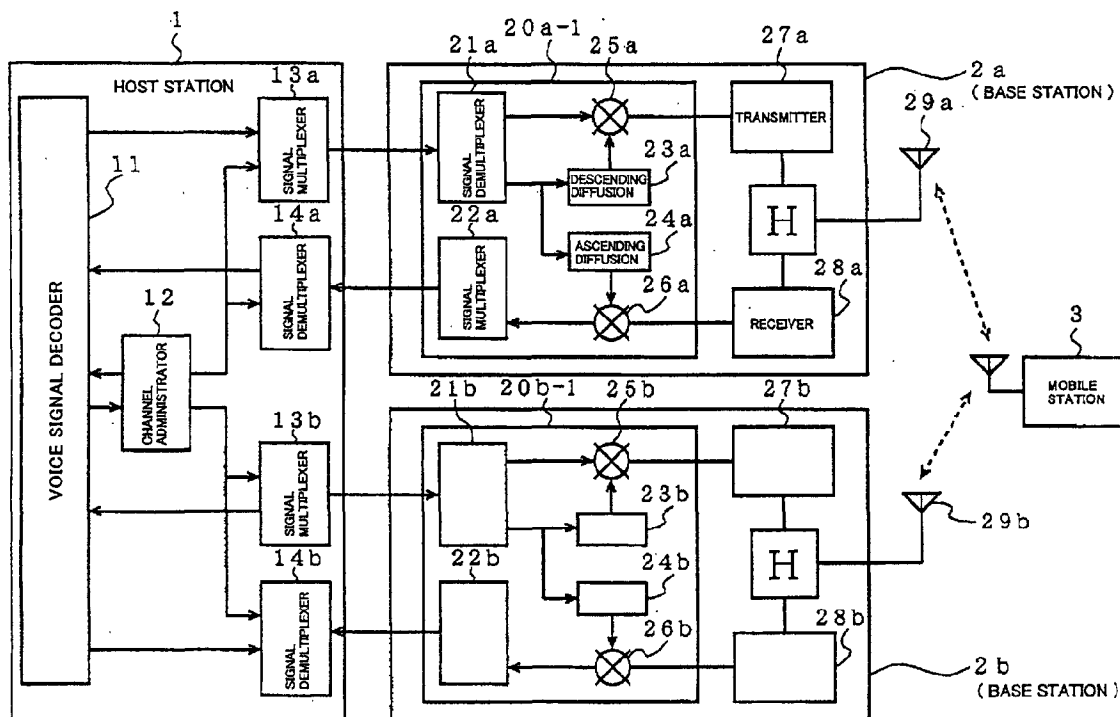 1
HOST STATION
11
VOICE SIGNAL DECODER
12
CHANNEL
ADMINISTRATOR
13a
SIGNAL
MULTIPLEXER
14a
SIGNAL
DEMULTIPLEXER
13b
SIGNAL
MULTIPLEXER
14b
SIGNAL
DEMULTIPLEXER
20a-1
21a
SIGNAL
DEMULTIPLEXER
22a
SIGNAL
MULTIPLEXER
25a
DESCENDING
DIFFUSION
23a
ASCENDING
DIFFUSION
24a
26a
27a
TRANSMITTER
H
28a
RECEIVER
2a
(BASE STATION)
29a
3
MOBILE
STATION
20b-1
21b
22b
25b
23b
24b
26b
27b
H
28b
29b
2b
(BASE STATION)